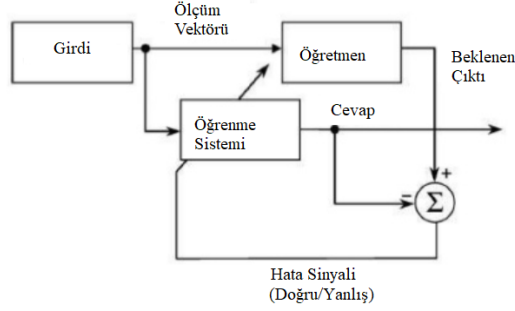 Ölçüm
Vektörü
Girdi
Öğretmen
Beklenen
Çıktı
Öğrenme
Sistemi
Cevap
+
-
Σ
Hata Sinyali
(Doğru/Yanlış)